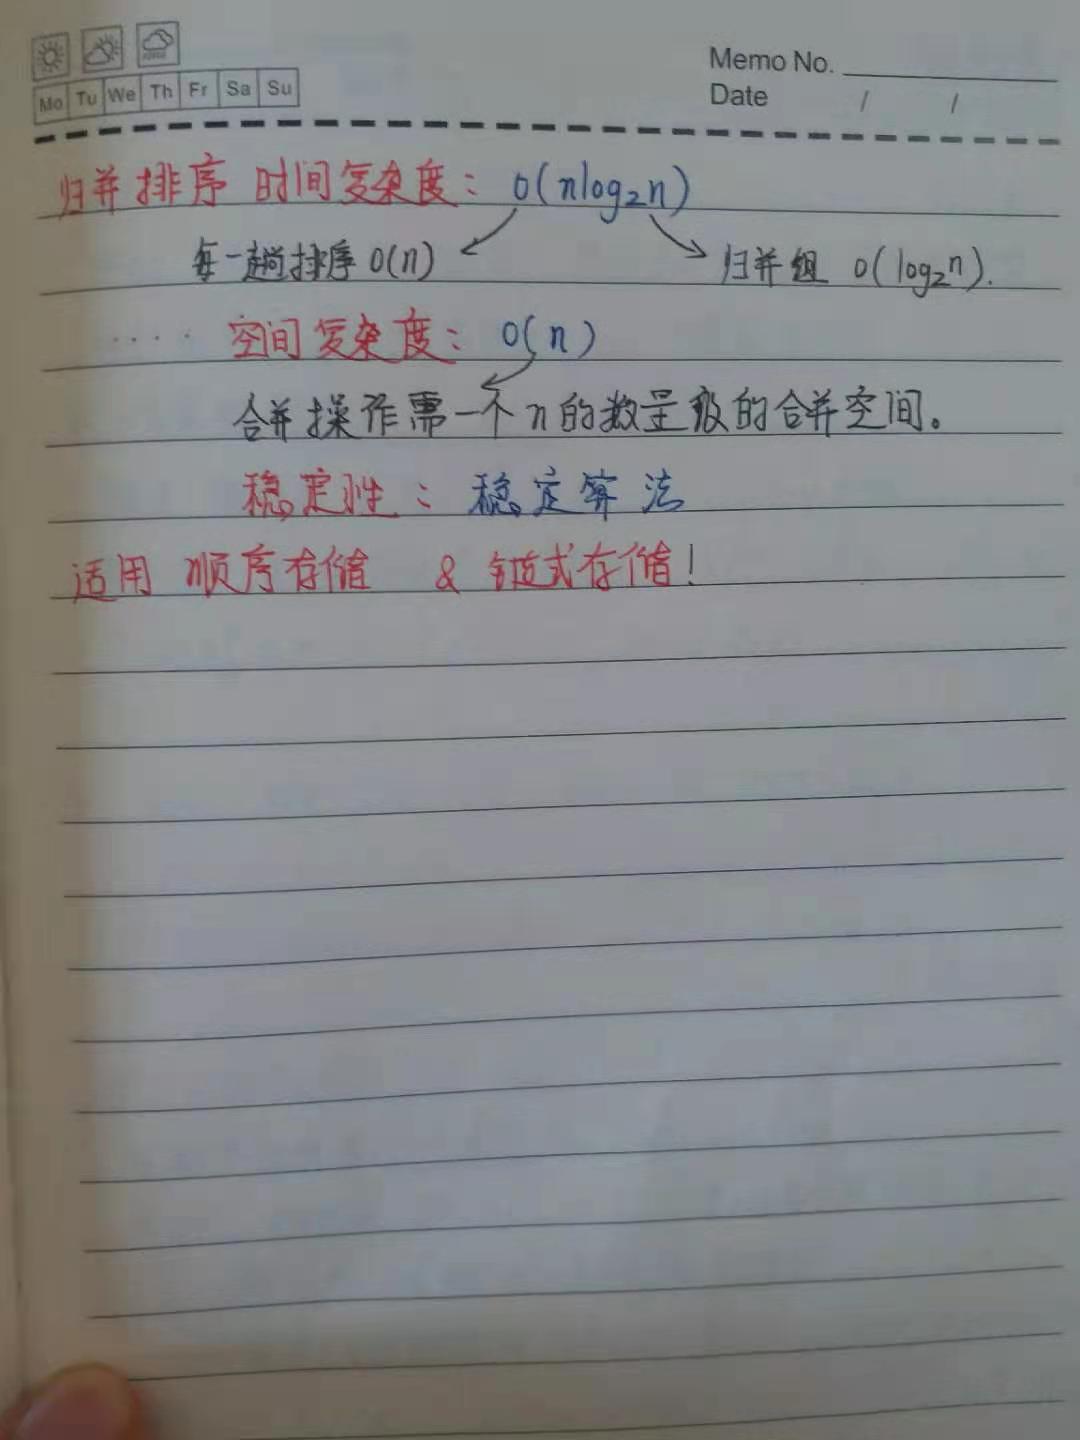 Memo No.
Mo Tu We Th Fr Sa Su
Date / /
归并排序 时间复杂度: O(nlog₂n)
每一趟排序 O(n) 归并组 O(log₂n).
.... 空间复杂度: O(n)
合并操作需一个n的数量级的合并空间。
稳定性: 稳定算法
适用 顺序存储 & 链式存储!